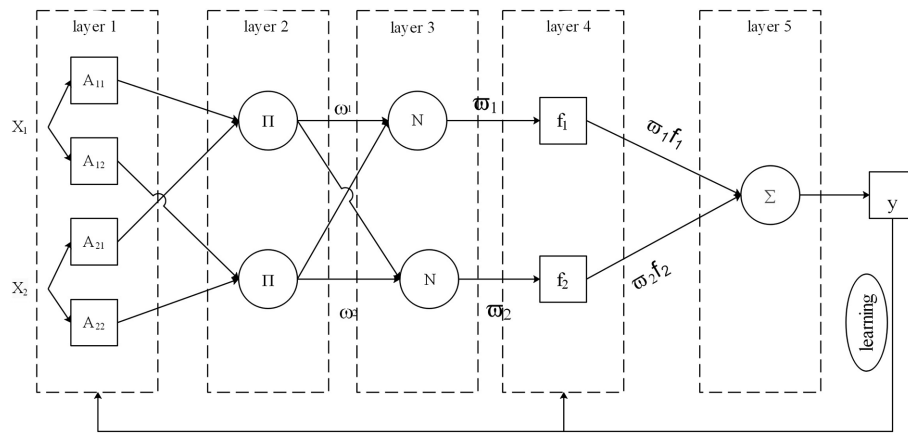 layer 1
layer 2
layer 3
layer 4
layer 5
X₁
X₂
A₁₁
A₁₂
A₂₁
A₂₂
Π
Π
ω¹
ω²
N
N
ϖ₁
ϖ₂
f₁
f₂
ϖ₁f₁
ϖ₂f₂
Σ
y
learning